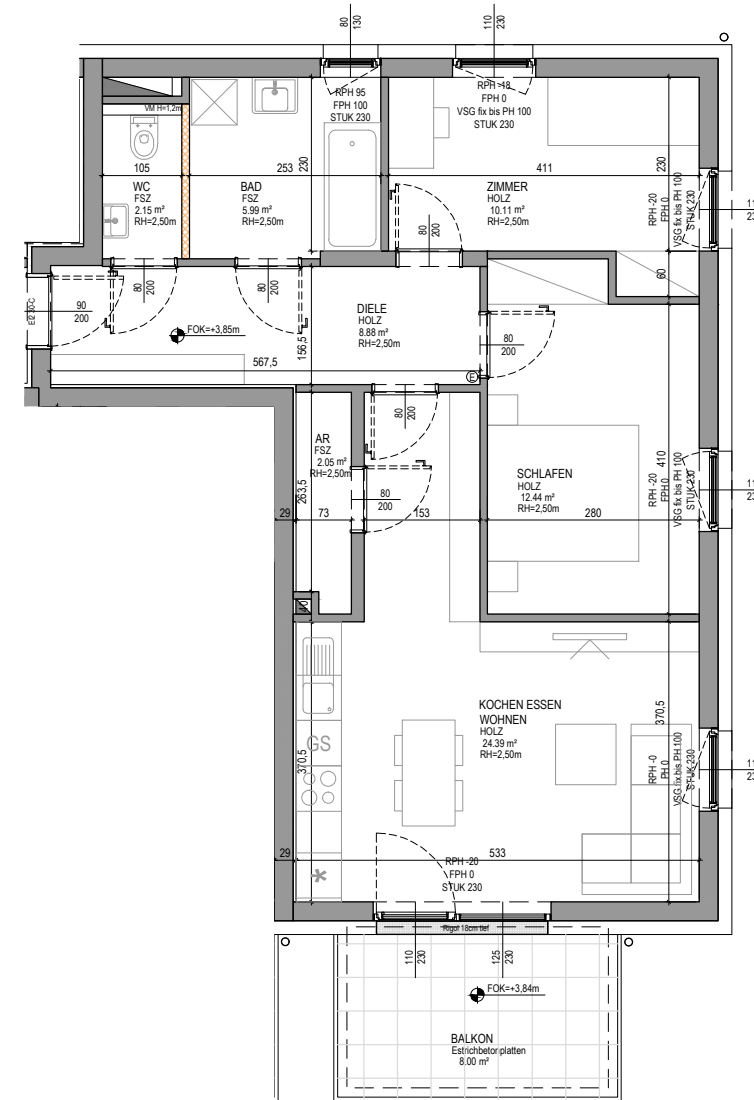 80
130
110
230
RPH 95
FPH 100
STUK 230
RPH -18
FPH 0
VSG fix bis PH 100
STUK 230
VM H=1,2m
105
253
230
411
230
WC
FSZ
2.15 m²
RH=2,50m
BAD
FSZ
5.99 m²
RH=2,50m
ZIMMER
HOLZ
10.11 m²
RH=2,50m
RPH -20
FPH 0
VSG fix bis PH 100
STUK 230
11
23
60
80
200
80
200
80
200
EI2 30-C
90
200
FOK=+3,85m
156,5
DIELE
HOLZ
8.88 m²
RH=2,50m
80
200
567,5
E
80
200
AR
FSZ
2.05 m²
RH=2,50m
263,5
80
200
SCHLAFEN
HOLZ
12.44 m²
RH=2,50m
410
RPH -20
FPH 0
VSG fix bis PH 100
STUK 230
11
23
29
73
153
280
40
KOCHEN ESSEN
WOHNEN
HOLZ
24.39 m²
RH=2,50m
370,5
GS
370,5
RPH -0
PH 0
VSG fix bis PH 100
STUK 230
11
23
29
533
RPH -20
FPH 0
STUK 230
Rigol 18cm tief
110
230
125
230
FOK=+3,84m
BALKON
Estrichbetonplatten
8.00 m²